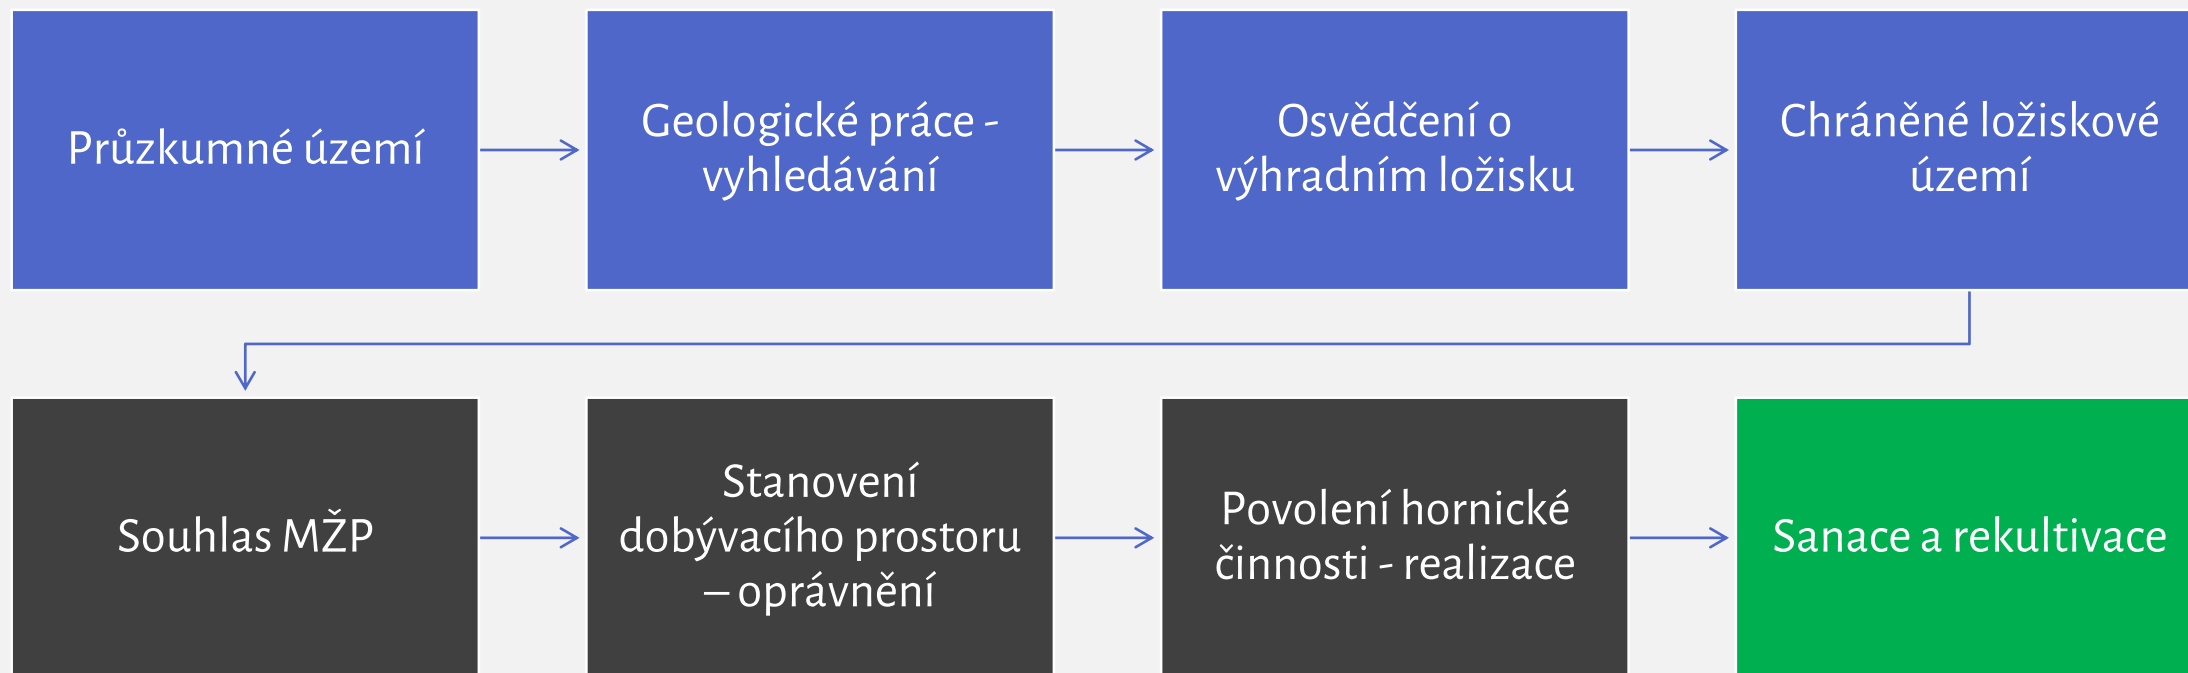 Průzkumné území
Geologické práce -
vyhledávání
Osvědčení o
výhradním ložisku
Chráněné ložiskové
území
Souhlas MŽP
Stanovení
dobývacího prostoru
– oprávnění
Povolení hornické
činnosti - realizace
Sanace a rekultivace